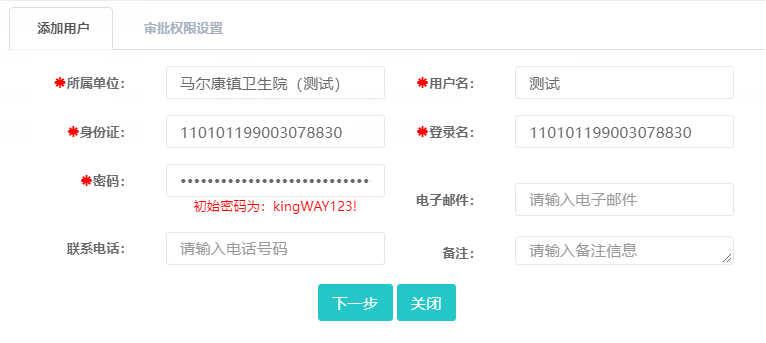 添加用户 审批权限设置
*所属单位： 马尔康镇卫生院（测试） *用户名： 测试
*身份证： 110101199003078830 *登录名： 110101199003078830
*密码： ••••••••••••••••••••••••••••
初始密码为：kingWAY123!
电子邮件： 请输入电子邮件
联系电话： 请输入电话号码 备注： 请输入备注信息
下一步 关闭